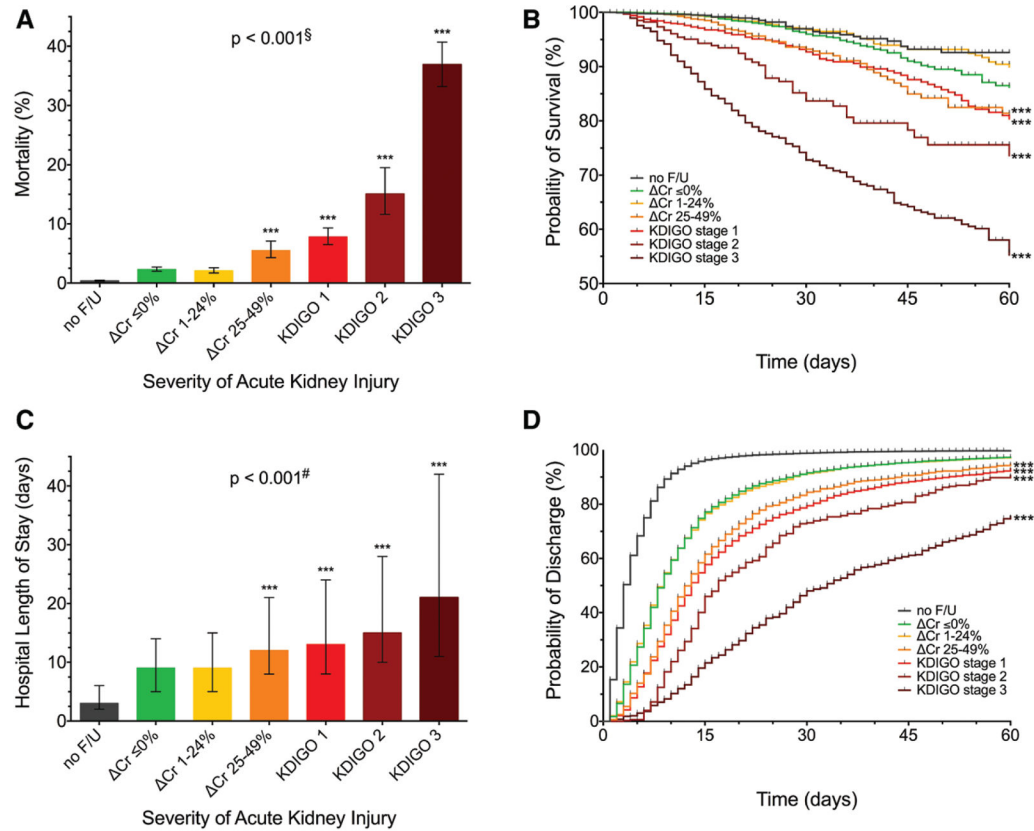 A
p < 0.001§
Mortality (%)
40
30
20
10
0
***
***
***
***
no F/U
ΔCr ≤0%
ΔCr 1-24%
ΔCr 25-49%
KDIGO 1
KDIGO 2
KDIGO 3
Severity of Acute Kidney Injury
B
Probalitiy of Survival (%)
100
90
80
70
60
50
no F/U
ΔCr ≤0%
ΔCr 1-24%
ΔCr 25-49%
KDIGO stage 1
KDIGO stage 2
KDIGO stage 3
***
***
***
***
0
15
30
45
60
Time (days)
C
p < 0.001#
Hospital Length of Stay (days)
40
30
20
10
0
***
***
***
***
no F/U
ΔCr ≤0%
ΔCr 1-24%
ΔCr 25-49%
KDIGO 1
KDIGO 2
KDIGO 3
Severity of Acute Kidney Injury
D
Probability of Discharge (%)
100
80
60
40
20
0
***
***
***
***
no F/U
ΔCr ≤0%
ΔCr 1-24%
ΔCr 25-49%
KDIGO stage 1
KDIGO stage 2
KDIGO stage 3
0
15
30
45
60
Time (days)